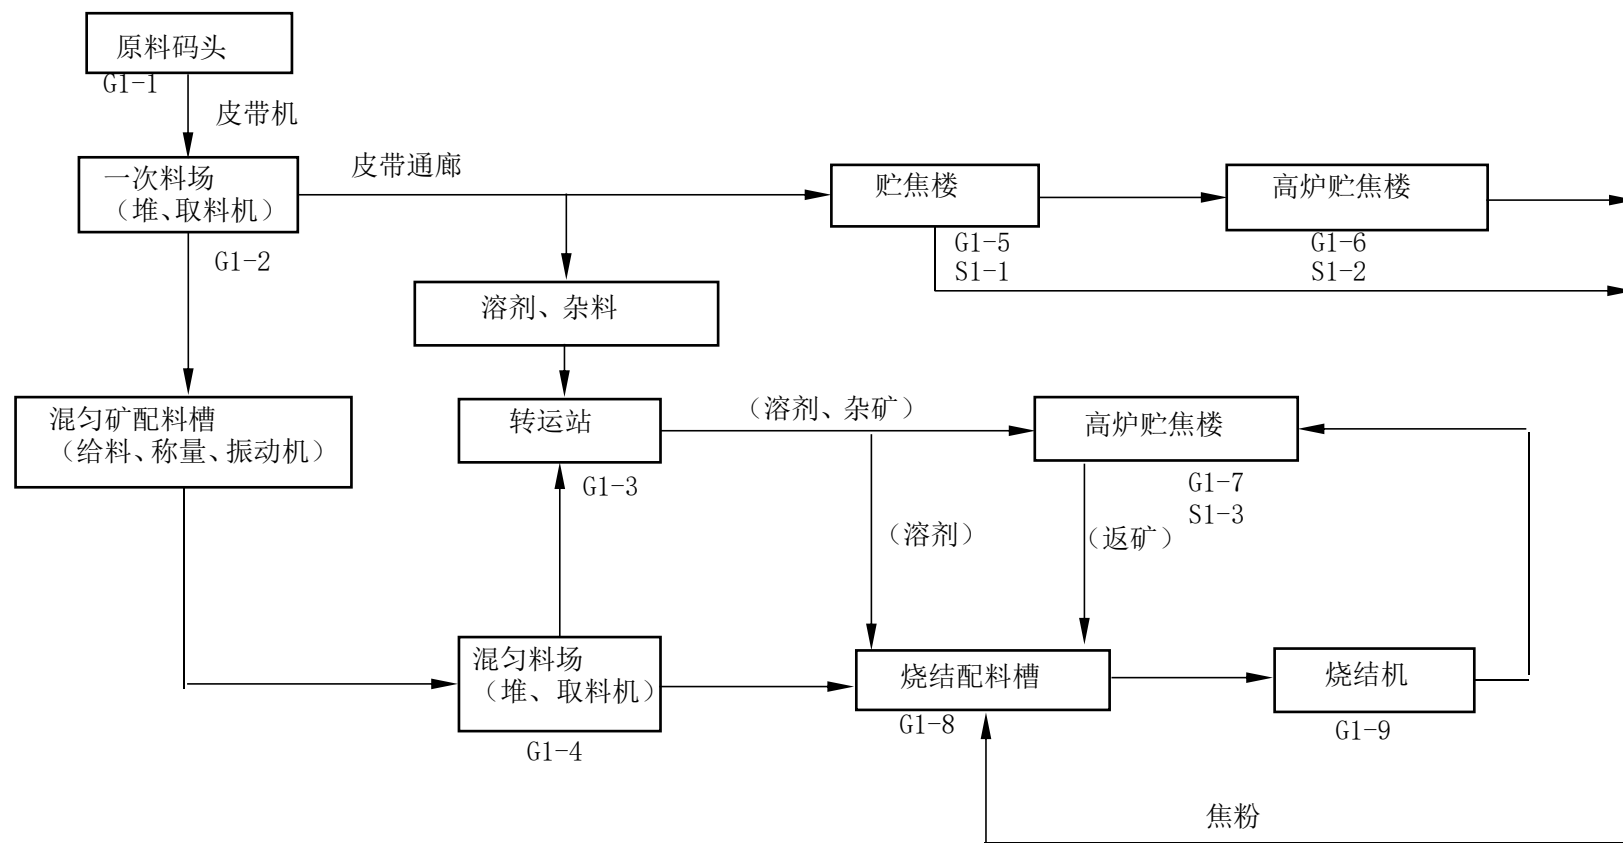 原料码头
G1-1
皮带机
一次料场
（堆、取料机）
皮带通廊
贮焦楼
高炉贮焦楼
G1-2
G1-5
S1-1
G1-6
S1-2
溶剂、杂料
混匀矿配料槽
（给料、称量、振动机）
转运站
（溶剂、杂矿）
高炉贮焦楼
G1-3
G1-7
S1-3
（溶剂）
（返矿）
混匀料场
（堆、取料机）
烧结配料槽
烧结机
G1-4
G1-8
G1-9
焦粉